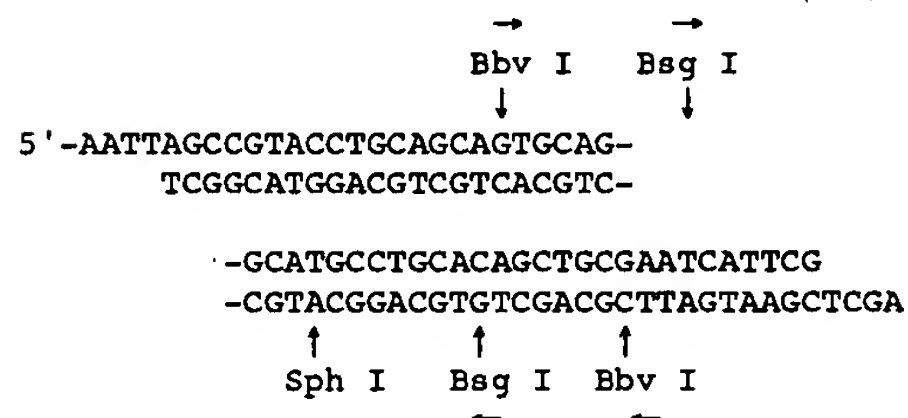 Bbv I Bsg I
5'-AATTAGCCGTACCTGCAGCAGTGCAG-
TCGGCATGGACGTCGTCACGTC-
-GCATGCCTGCACAGCTGCGAATCATTCG
-CGTACGGACGTGTCGACGCTTAGTAAGCTCGA
Sph I Bsg I Bbv I